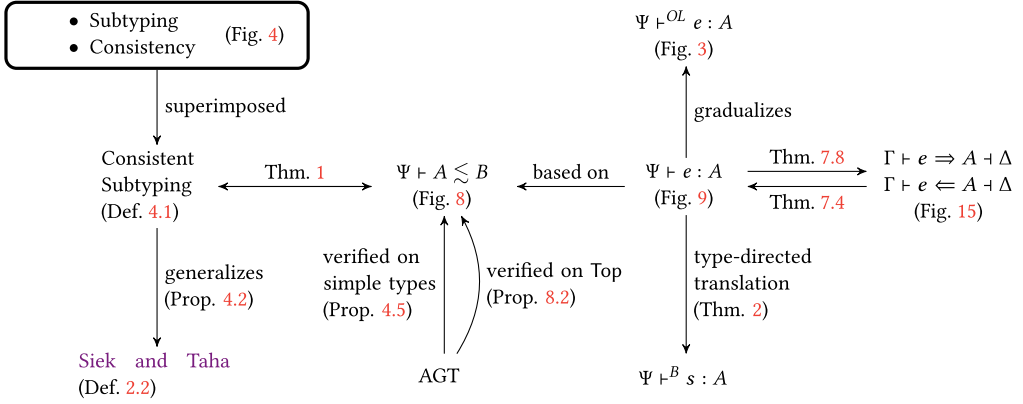 • Subtyping
• Consistency
(Fig. 4)
superimposed
Consistent
Subtyping
(Def. 4.1)
generalizes
(Prop. 4.2)
Siek and Taha
(Def. 2.2)
Thm. 1
Ψ ⊢ A ≲ B
(Fig. 8)
verified on
simple types
(Prop. 4.5)
verified on Top
(Prop. 8.2)
AGT
based on
Ψ ⊢^{OL} e : A
(Fig. 3)
gradualizes
Ψ ⊢ e : A
(Fig. 9)
type-directed
translation
(Thm. 2)
Ψ ⊢^{B} s : A
Thm. 7.8
Thm. 7.4
Γ ⊢ e ⇒ A ⊣ Δ
Γ ⊢ e ⇐ A ⊣ Δ
(Fig. 15)